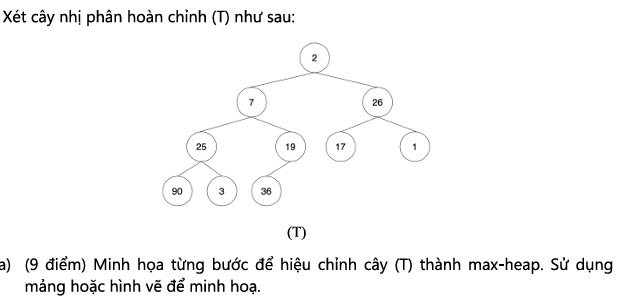 Xét cây nhị phân hoàn chỉnh (T) như sau:
2
7 26
25 19 17 1
90 3 36
(T)
a) (9 điểm) Minh họa từng bước để hiệu chỉnh cây (T) thành max-heap. Sử dụng
mảng hoặc hình vẽ để minh hoạ.